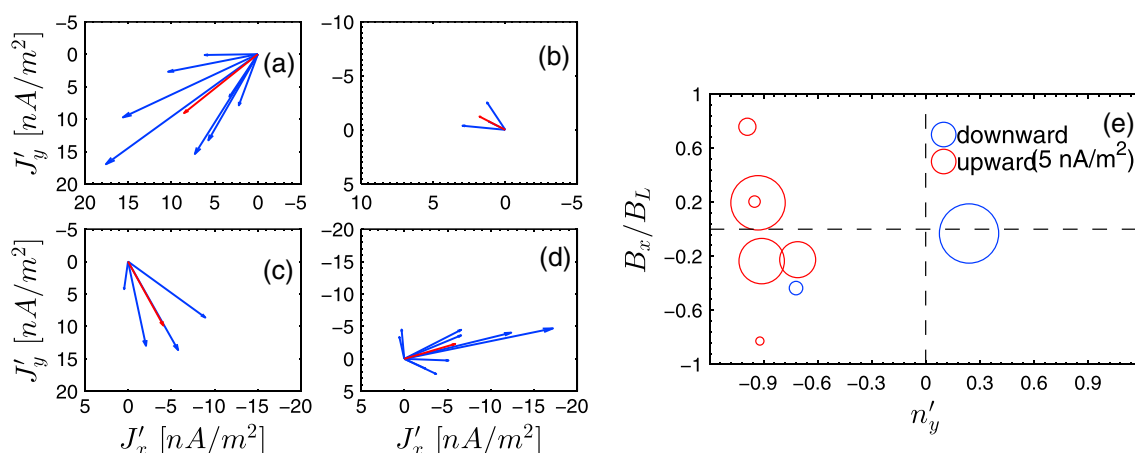 J′y [nA/m²]
−5
0
5
10
15
20
20 15 10 5 0 −5
(a)
−10
−5
0
5
10 5 0 −5
(b)
J′y [nA/m²]
−5
0
5
10
15
20
5 0 −5 −10 −15 −20
J′x [nA/m²]
(c)
−20
−15
−10
−5
0
5
5 0 −5 −10 −15 −20
J′x [nA/m²]
(d)
Bx/BL
1
0.6
0.2
−0.2
−0.6
−1
−0.9 −0.6 −0.3 0 0.3 0.6 0.9
n′y
(e)
downward
upward(5 nA/m²)